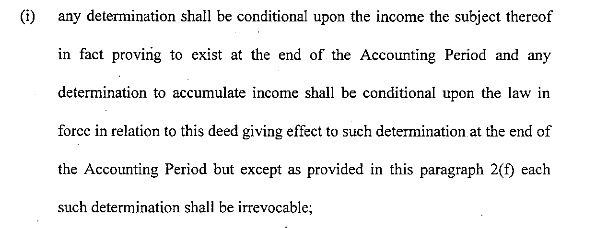 (i) any determination shall be conditional upon the income the subject thereof
in fact proving to exist at the end of the Accounting Period and any
determination to accumulate income shall be conditional upon the law in
force in relation to this deed giving effect to such determination at the end of
the Accounting Period but except as provided in this paragraph 2(f) each
such determination shall be irrevocable;